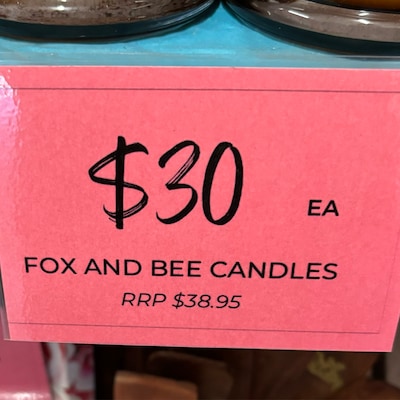 $30 EA
FOX AND BEE CANDLES
RRP $38.95